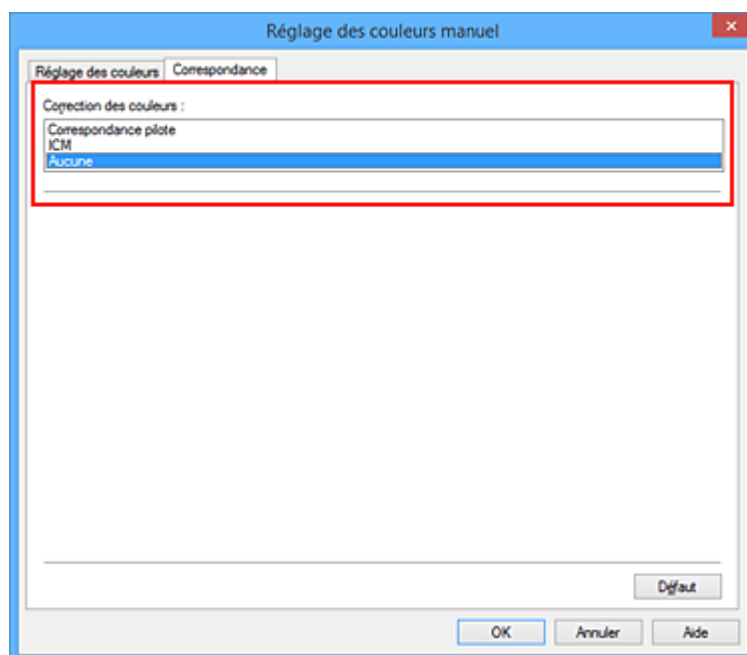 Réglage des couleurs manuel
Réglage des couleurs Correspondance
Correction des couleurs :
Correspondance pilote
ICM
Aucune
Défaut
OK Annuler Aide